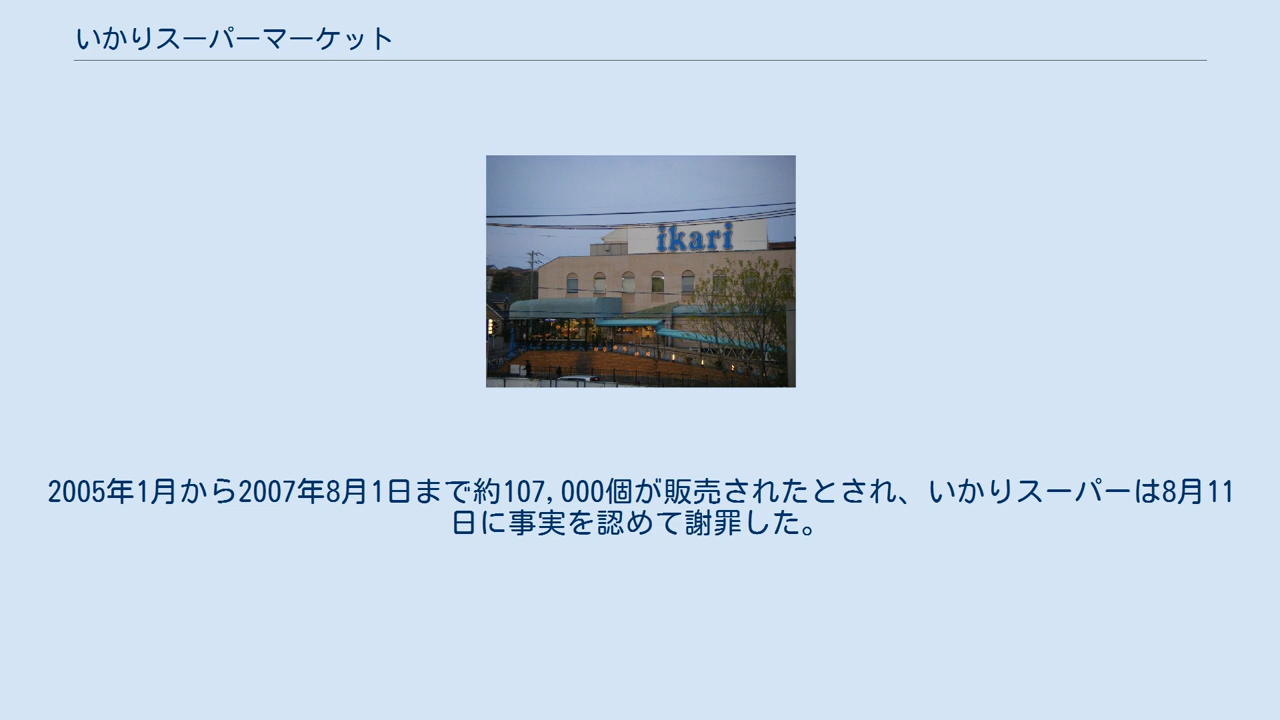 いかりスーパーマーケット
ikari
2005年1月から2007年8月1日まで約107,000個が販売されたとされ、いかりスーパーは8月11
日に事実を認めて謝罪した。